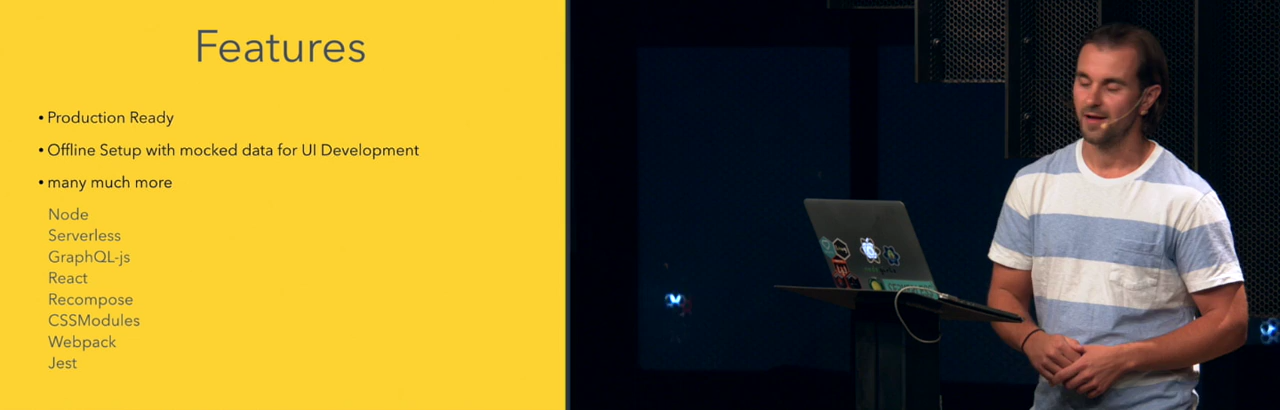 Features
• Production Ready
• Offline Setup with mocked data for UI Development
• many much more
Node
Serverless
GraphQL-js
React
Recompose
CSSModules
Webpack
Jest